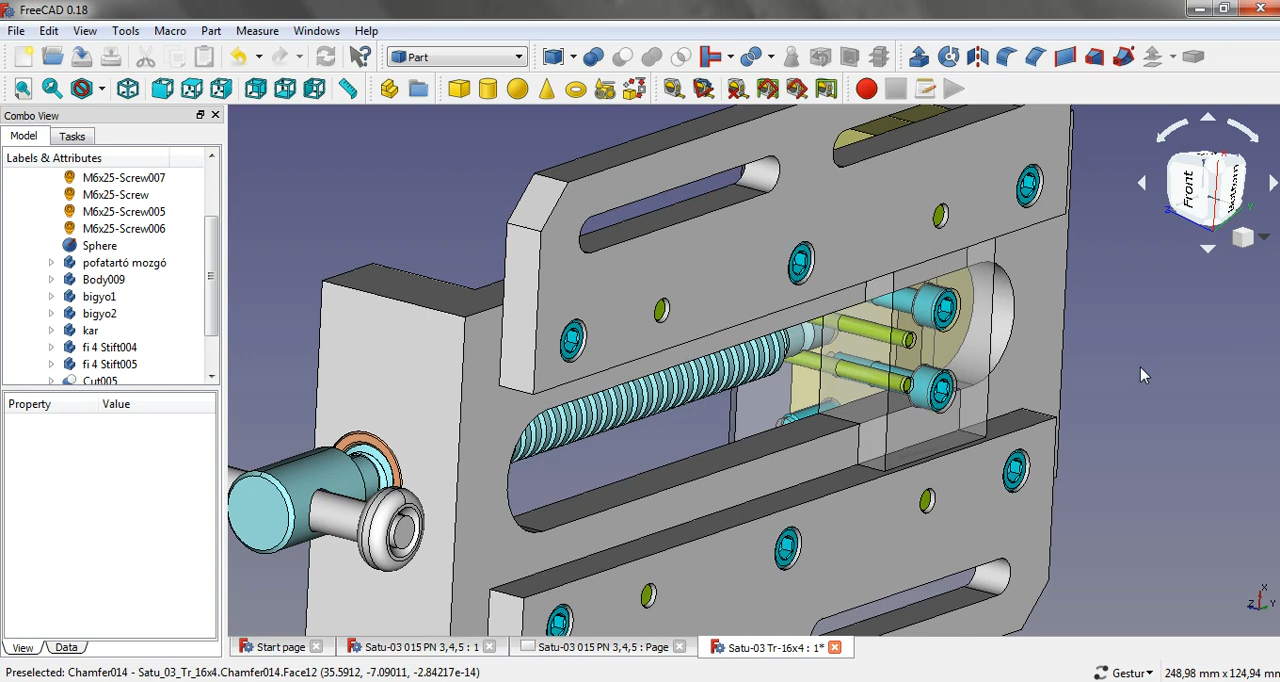 FreeCAD 0.18
File Edit View Tools Macro Part Measure Windows Help
Part
Combo View
Model Tasks
Labels & Attributes
M6x25-Screw007
M6x25-Screw
M6x25-Screw005
M6x25-Screw006
Sphere
pofatartó mozgó
Body009
bigyo1
bigyo2
kar
fi 4 Stift004
fi 4 Stift005
Cut005
Property Value
View Data
Front
Bottom
Z
Y
X
Z Y
Start page
Satu-03 015 PN 3,4,5 : 1
Satu-03 015 PN 3,4,5 : Page
Satu-03 Tr-16x4 : 1*
Preselected: Chamfer014 - Satu_03_Tr_16x4.Chamfer014.Face12 (35.5912, -7.09011, -2.84217e-14)
Gestur
248,98 mm x 124,94 mm